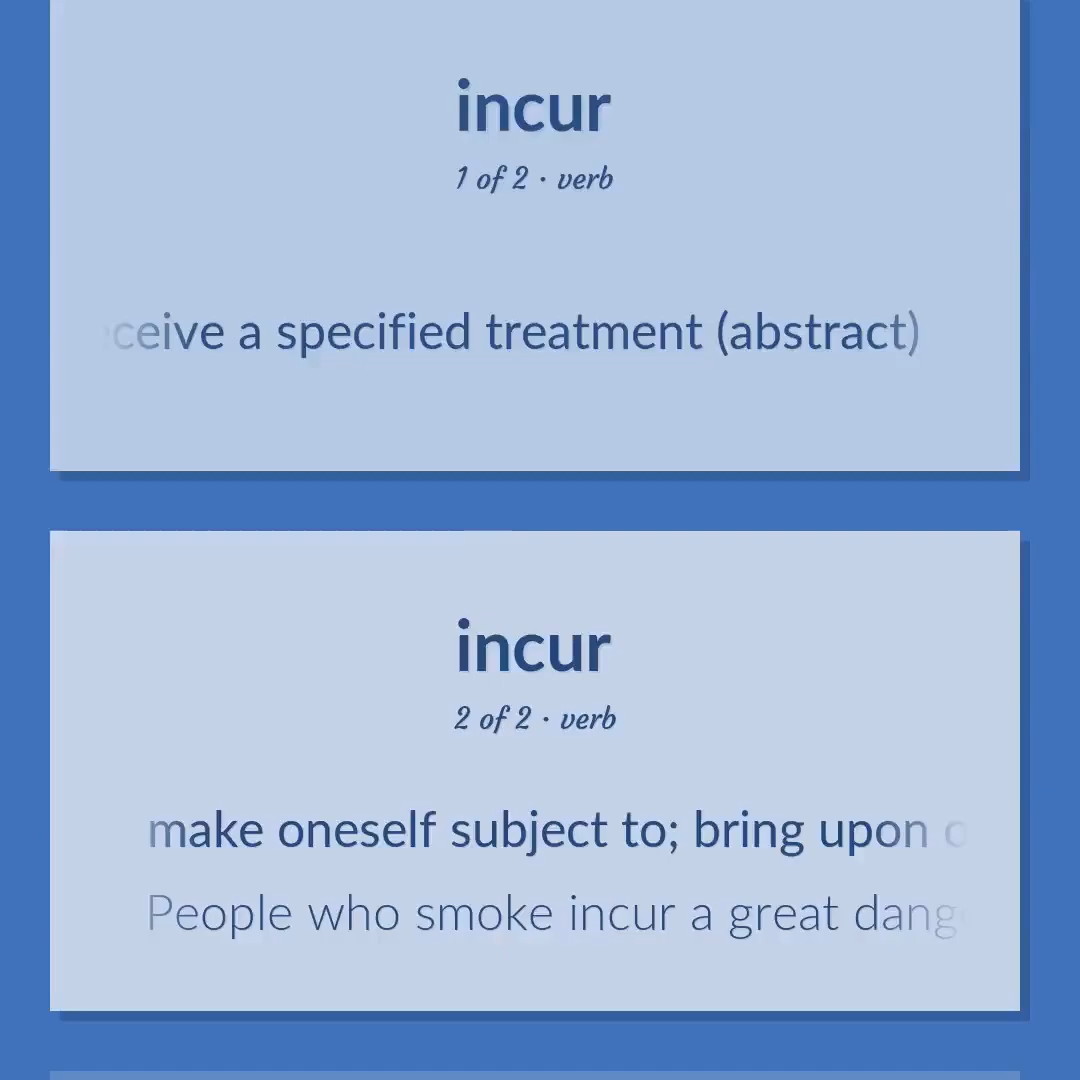 incur
1 of 2 · verb
a specified treatment (abstract)
incur
2 of 2 · verb
make oneself subject to; bring upon
People who smoke incur a great